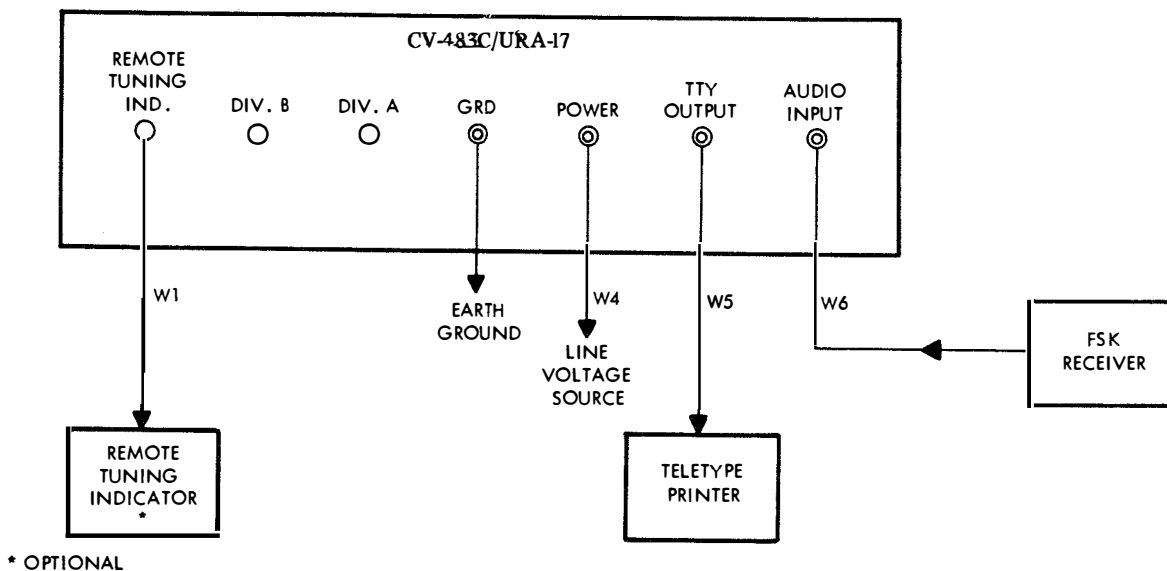 CV-483C/URA-17
REMOTE
TUNING
IND.
DIV. B
DIV. A
GRD
POWER
TTY
OUTPUT
AUDIO
INPUT
W1
EARTH
GROUND
W4
LINE
VOLTAGE
SOURCE
W5
W6
FSK
RECEIVER
REMOTE
TUNING
INDICATOR
*
TELETYPE
PRINTER
* OPTIONAL